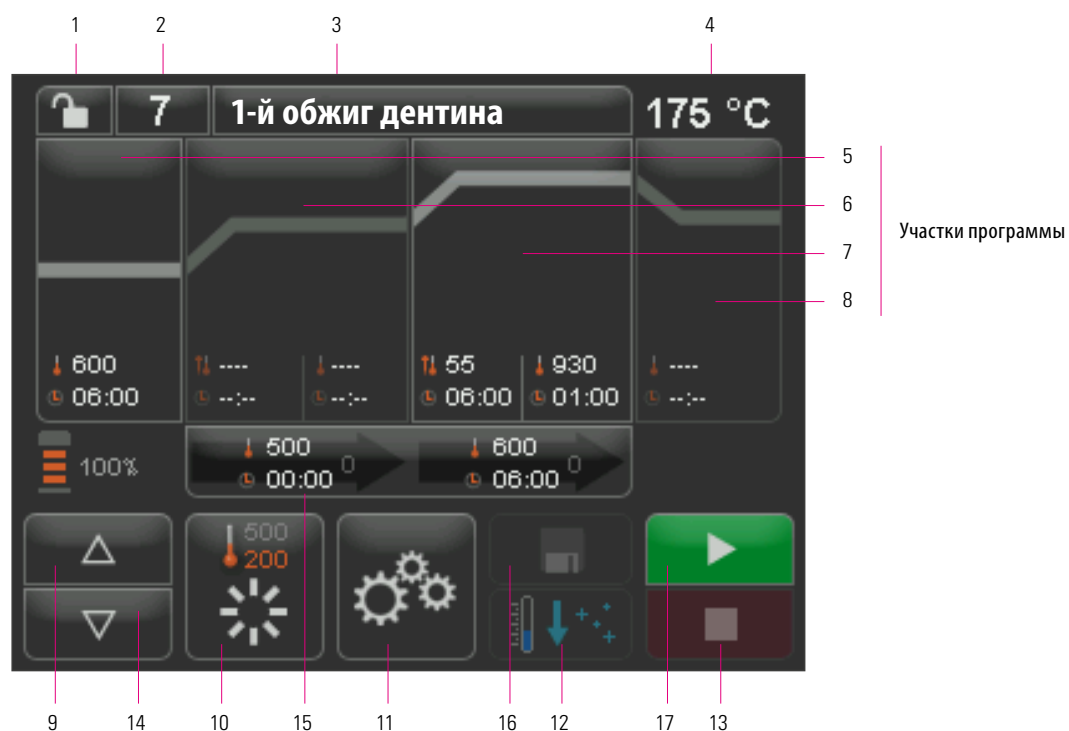 1 2 3 4
7 1-й обжиг дентина 175 °C
5
6
Участки программы
7
8
600 ---- ---- 55 930 ----
06:00 --:-- --:-- 06:00 01:00 --:--
500 0 600 0
00:00 06:00
100%
500
200
9 14 10 15 11 16 12 17 13